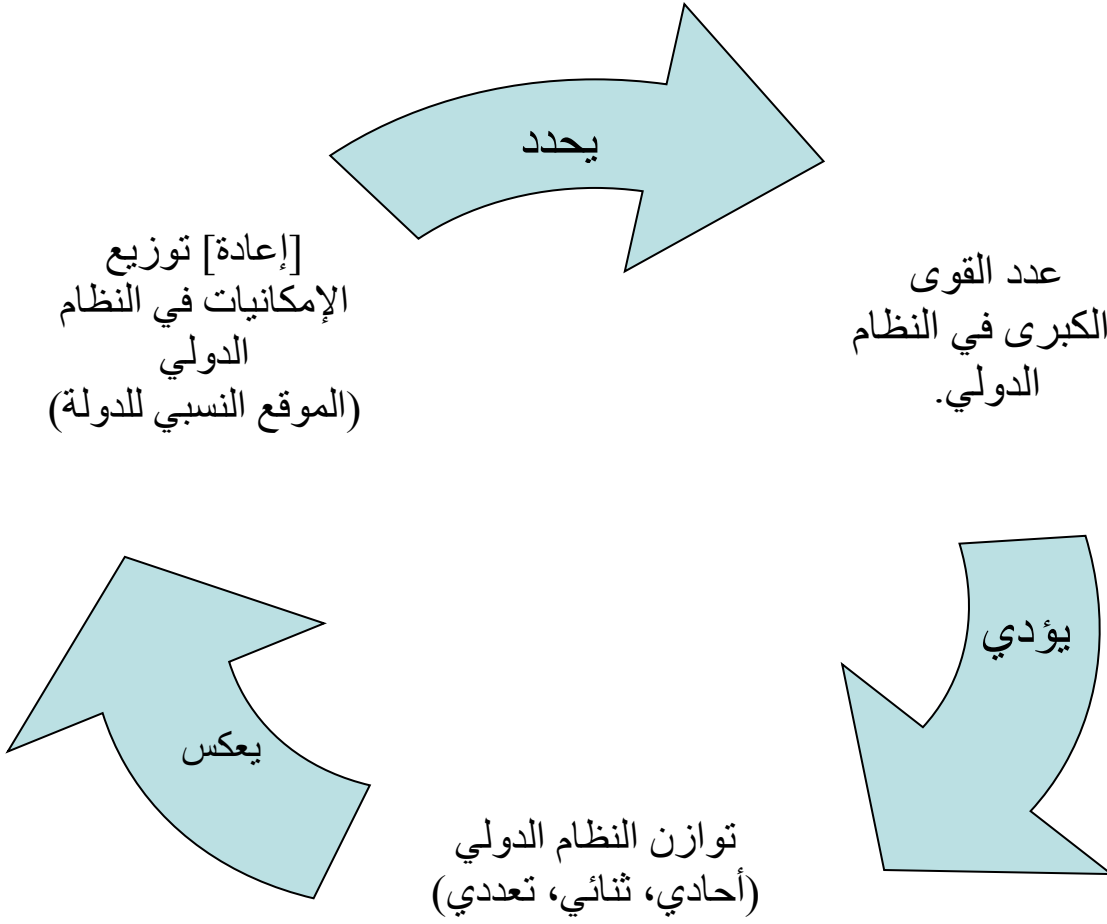 يحدد
[إعادة] توزيع
الإمكانيات في النظام
الدولي
(الموقع النسبي للدولة)
عدد القوى
الكبرى في النظام
الدولي.
يؤدي
توازن النظام الدولي
(أحادي، ثنائي، تعددي)
يعكس